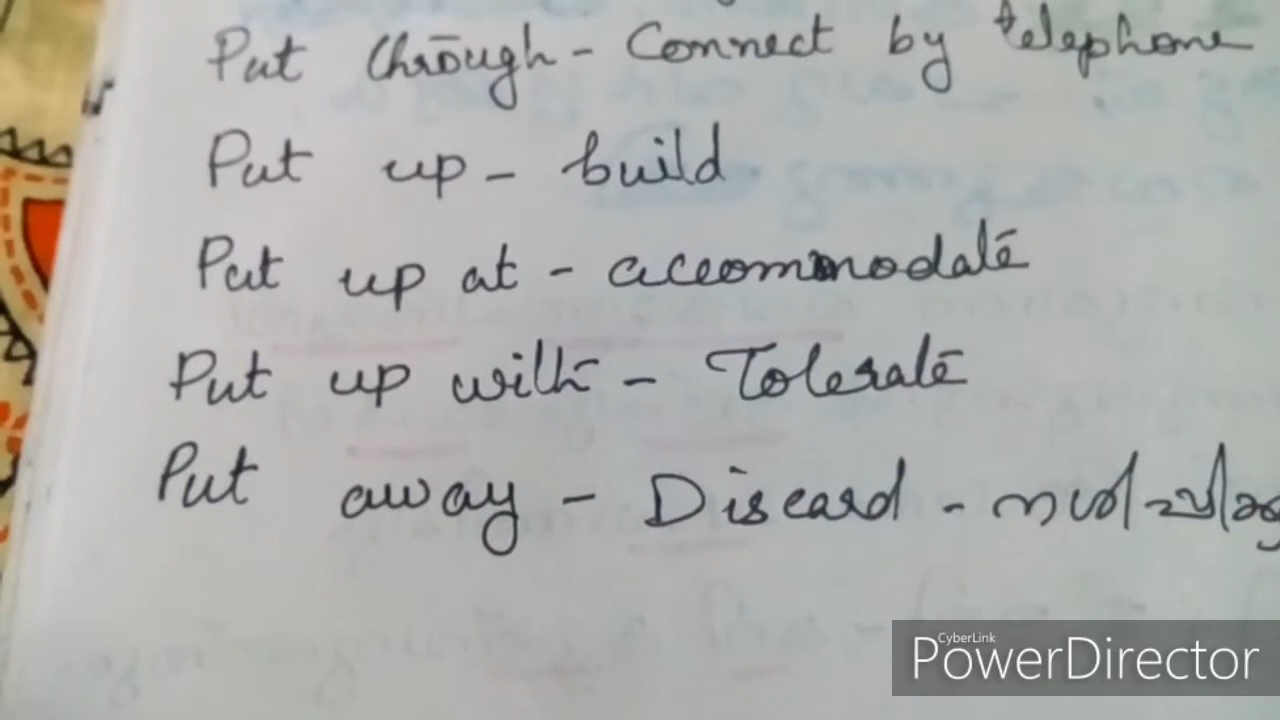 Put through - Connect by telephone
Put up - build
Put up at - accommodate
Put up with - Tolerate
Put away - Discard -
CyberLink
PowerDirector